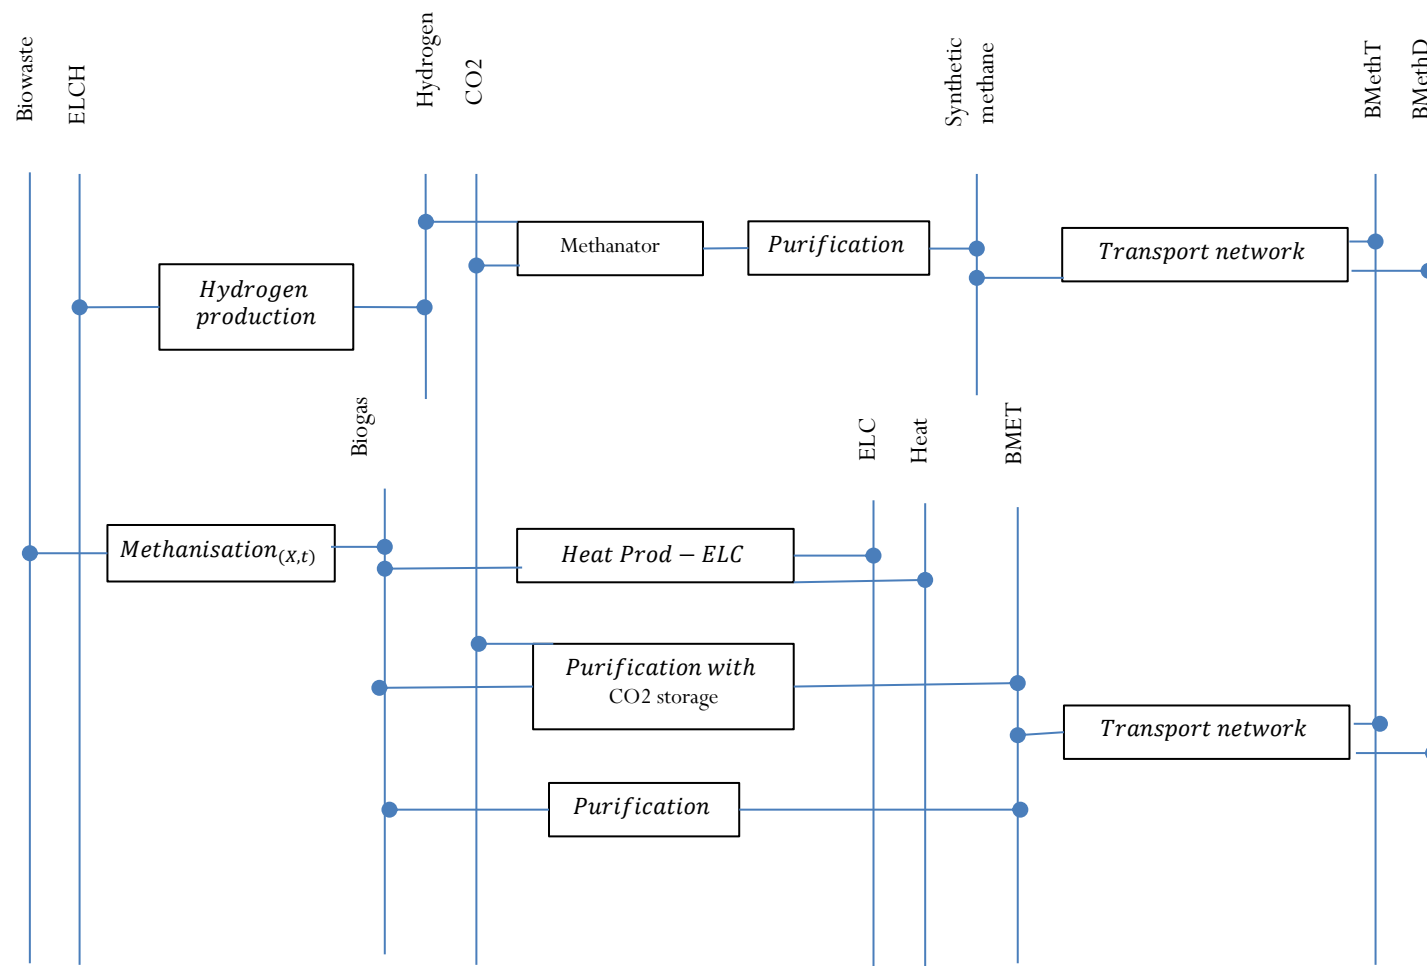 Biowaste
ELCH
Hydrogen
CO2
Synthetic
methane
BMethT
BMethD
Methanator
Purification
Transport network
Hydrogen
production
Biogas
ELC
Heat
BMET
Methanisation(X,t)
Heat Prod − ELC
Purification with
CO2 storage
Transport network
Purification